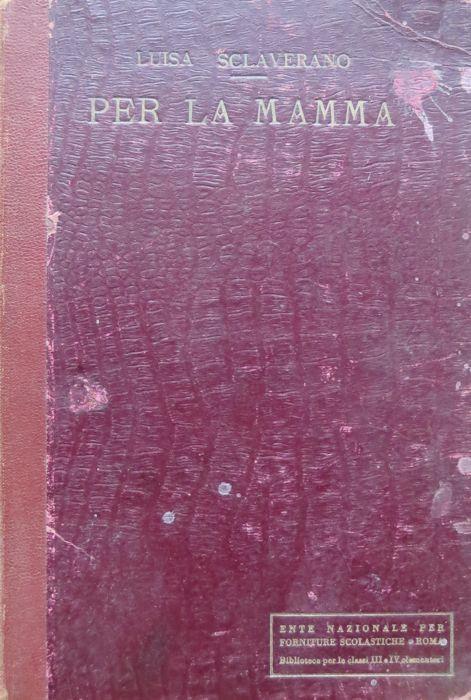 LUISA SCLAVERANO
PER LA MAMMA
ENTE NAZIONALE PER
FORNITURE SCOLASTICHE - ROMA
Biblioteca per le classi III e IV elementari